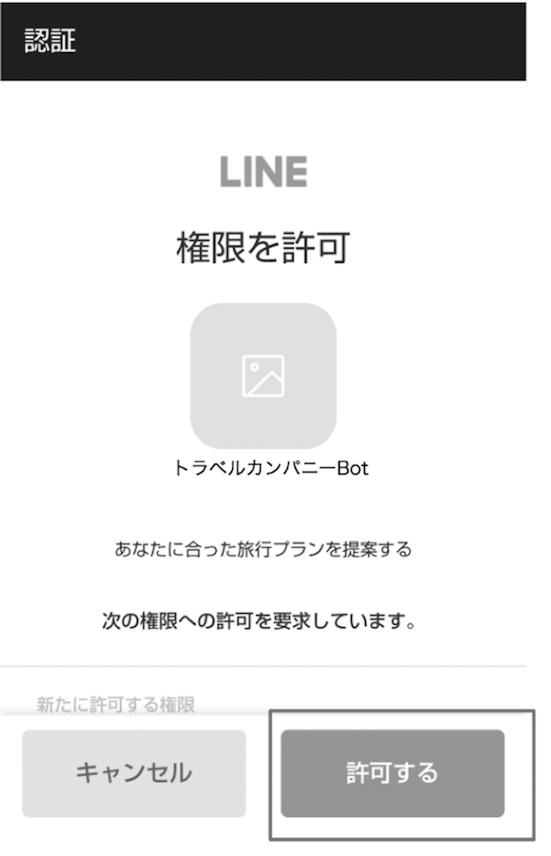 認証
LINE
権限を許可
トラベルカンパニーBot
あなたに合った旅行プランを提案する
次の権限への許可を要求しています。
新たに許可する権限
キャンセル
許可する